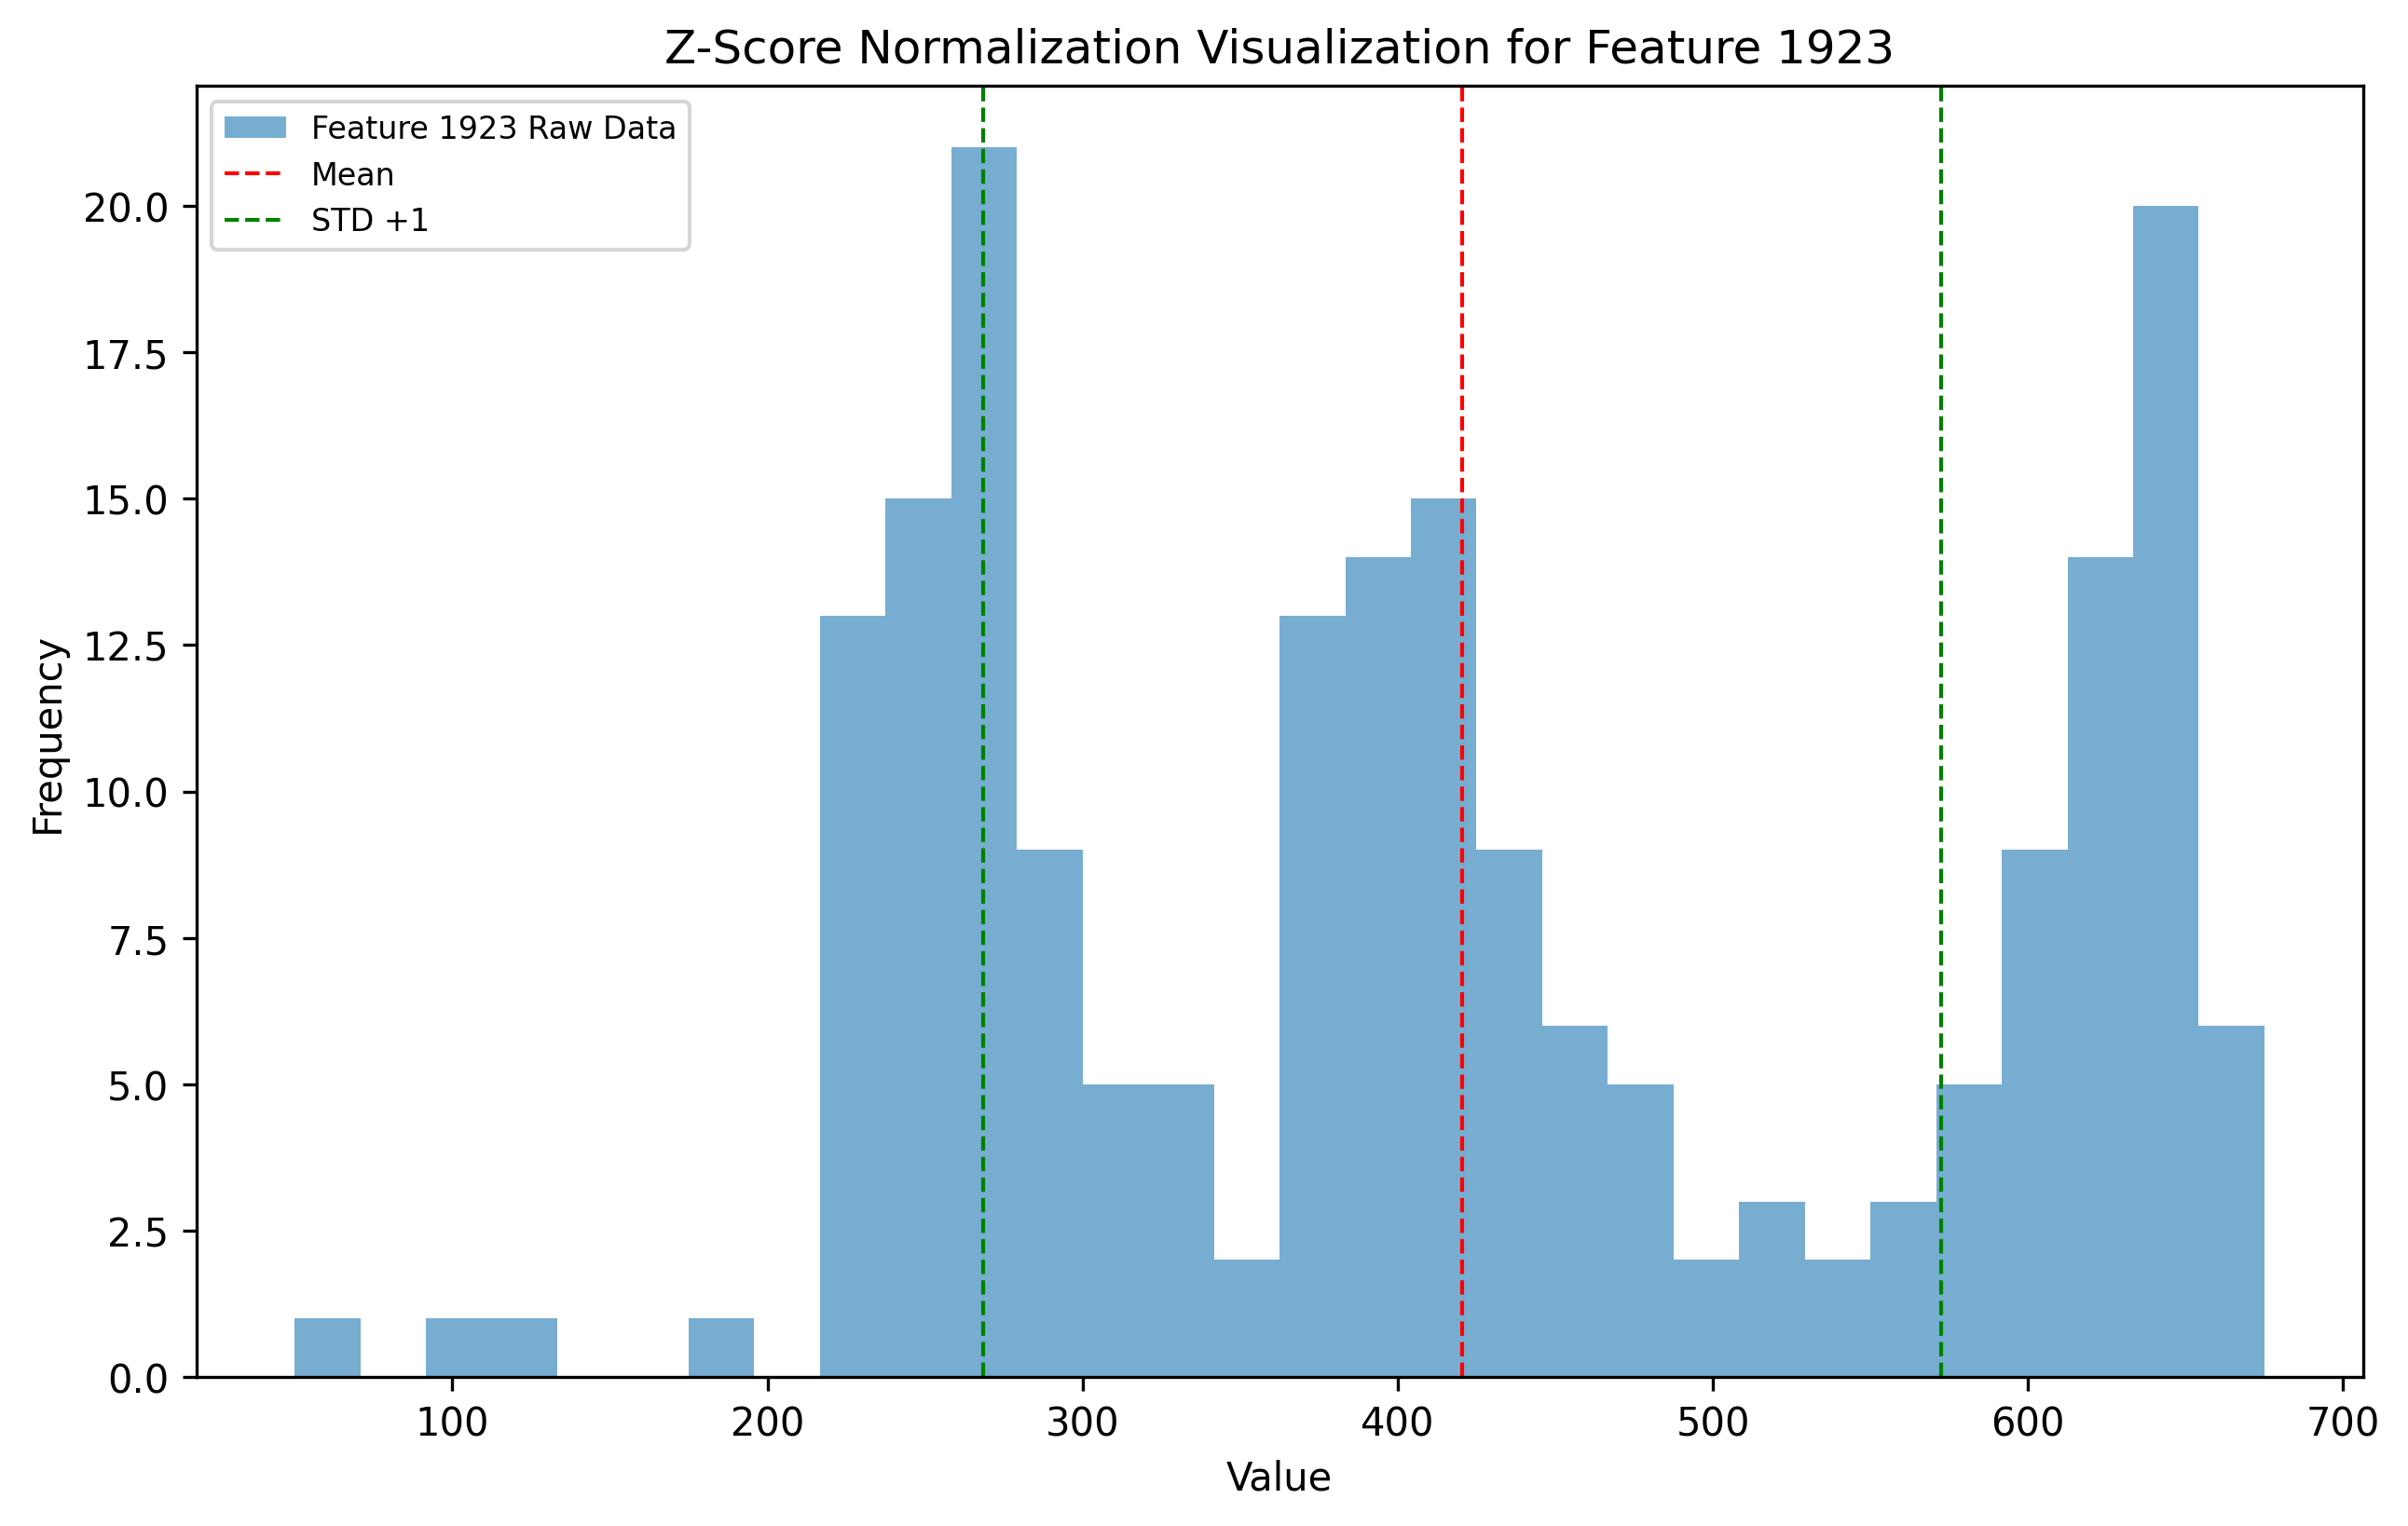 Z-Score Normalization Visualization for Feature 1923
Feature 1923 Raw Data
Mean
STD +1
20.0
17.5
15.0
12.5
10.0
7.5
5.0
2.5
0.0
Frequency
100 200 300 400 500 600 700
Value